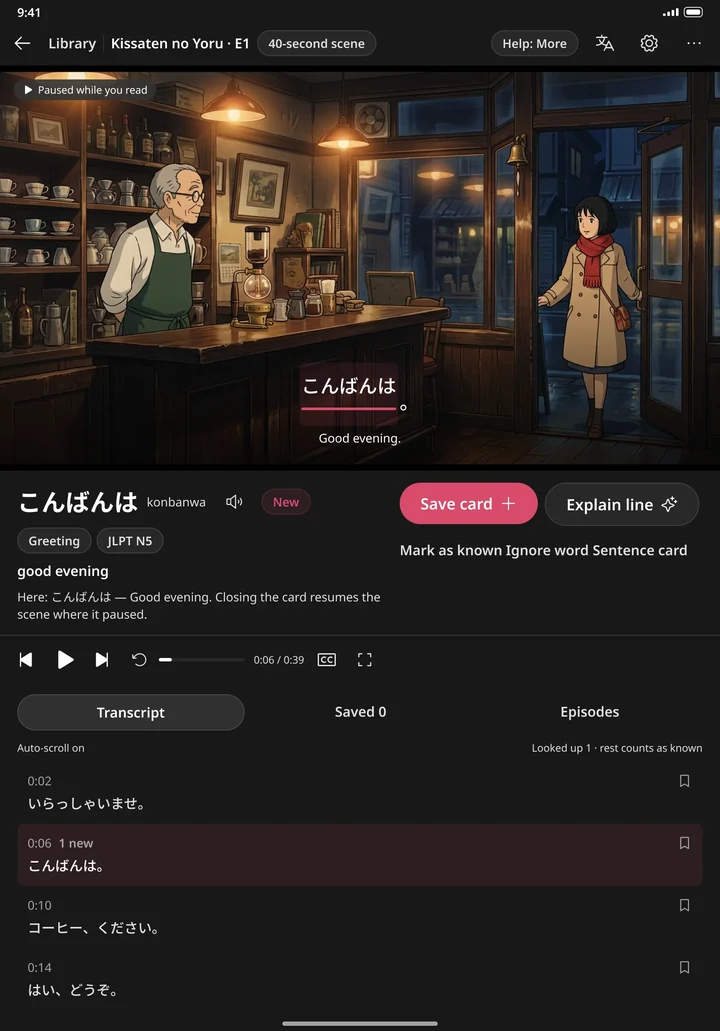 9:41
Library Kissaten no Yoru · E1 40-second scene Help: More
Paused while you read
こんばんは。
Good evening.
こんばんは konbanwa New
Save card Explain line
Greeting JLPT N5
Mark as known Ignore word Sentence card
good evening
Here: こんばんは — Good evening. Closing the card resumes the
scene where it paused.
0:06 / 0:39 CC
Transcript Saved 0 Episodes
Auto-scroll on Looked up 1 · rest counts as known
0:02
いらっしゃいませ。
0:06 1 new
こんばんは。
0:10
コーヒー、ください。
0:14
はい、どうぞ。